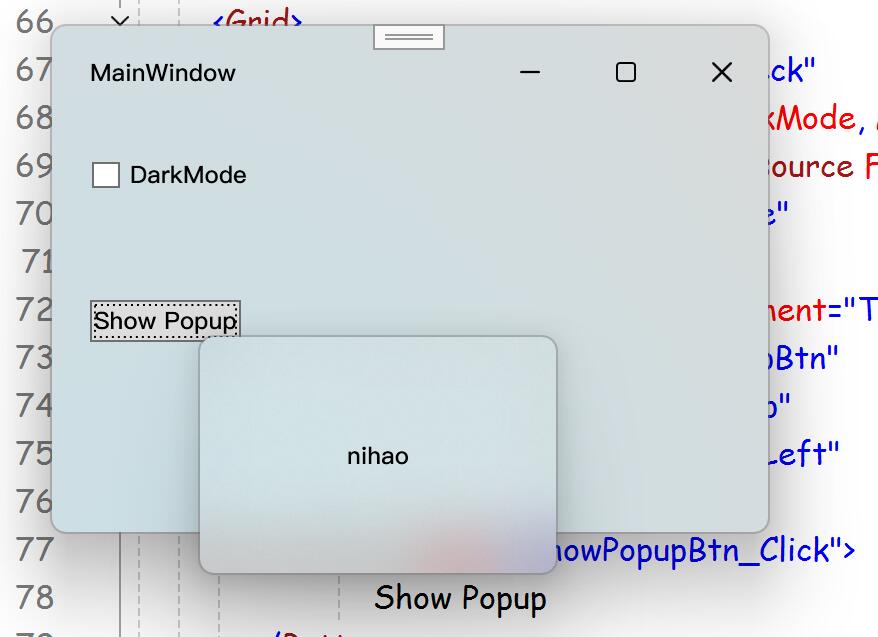 66 <Grid>
MainWindow
67 ck"
68 kMode,
DarkMode
69 ource F
70 e"
71
72 ment="T
Show Popup
73 pBtn"
74 p"
75 Left"
nihao
76
77 howPopupBtn_Click">
78 Show Popup